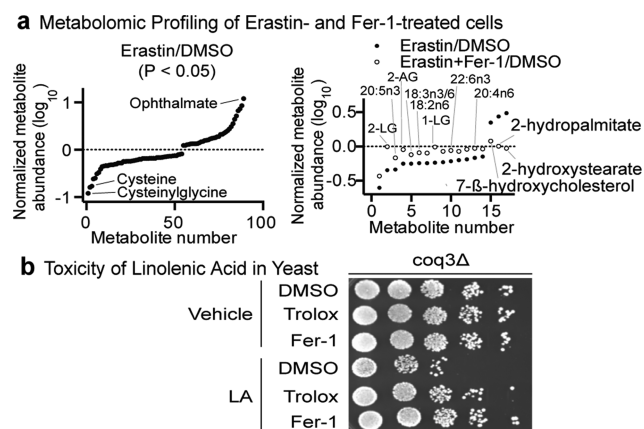 a Metabolomic Profiling of Erastin- and Fer-1-treated cells
Erastin/DMSO
(P < 0.05)
Normalized metabolite
abundance (log10)
1
0
-1
Ophthalmate
Cysteine
Cysteinylglycine
0 50 100
Metabolite number
Erastin/DMSO
Erastin+Fer-1/DMSO
Normalized metabolite
abundance (log10)
0.5
0.0
-0.5
2-AG 22:6n3
20:5n3 18:3n3/6 20:4n6
18:2n6
2-LG 1-LG
2-hydroxypalmitate
2-hydroxystearate
7-ß-hydroxycholesterol
0 5 10 15
Metabolite number
b Toxicity of Linolenic Acid in Yeast
coq3Δ
Vehicle
DMSO
Trolox
Fer-1
LA
DMSO
Trolox
Fer-1